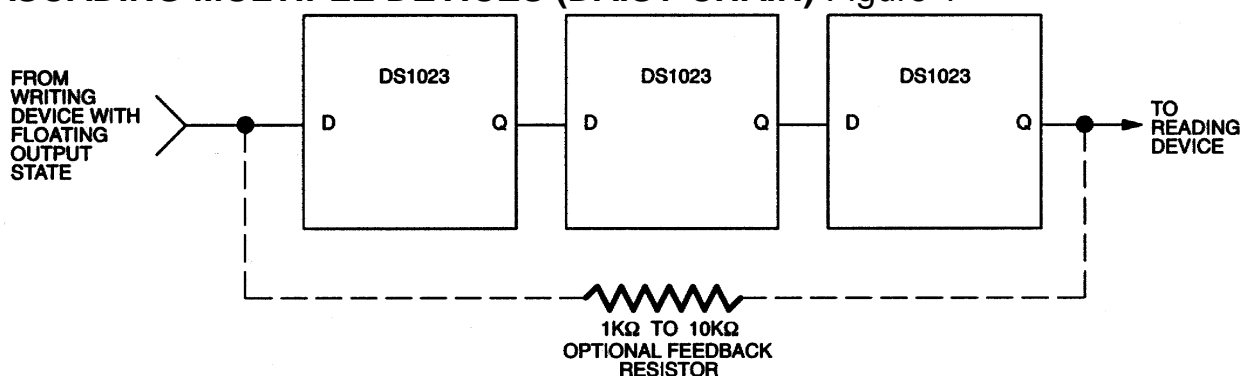 MULTIPLE DEVICES (DAISY CHAIN) Figure 4
FROM
WRITING
DEVICE WITH
FLOATING
OUTPUT
STATE
DS1023
D
Q
DS1023
D
Q
DS1023
D
Q
TO
READING
DEVICE
1KΩ TO 10KΩ
OPTIONAL FEEDBACK
RESISTOR